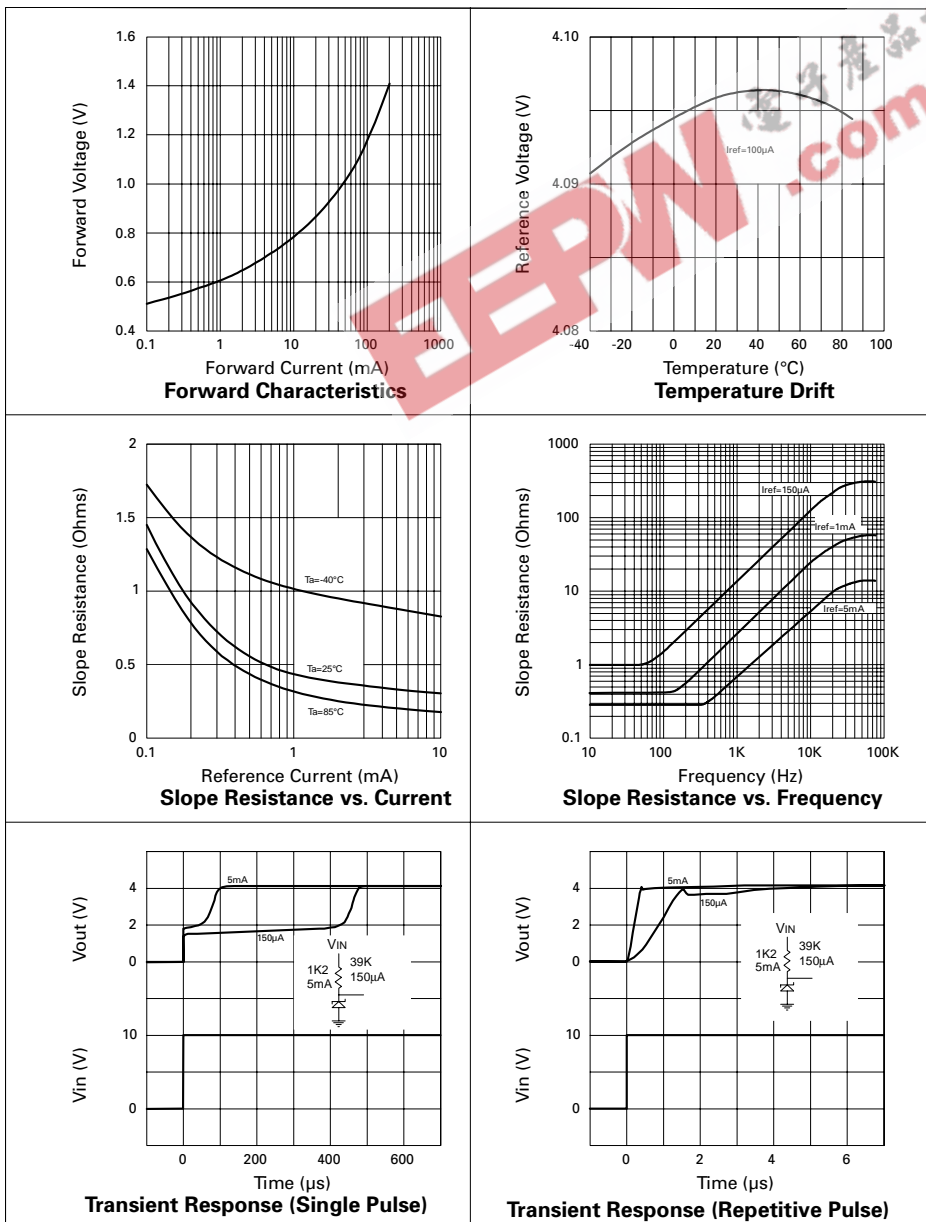 1.6
1.4
1.2
1.0
0.8
0.6
0.4
Forward Voltage (V)
0.1
1
10
100
1000
Forward Current (mA)
Forward Characteristics
4.10
4.09
4.08
Reference Voltage (V)
Iref=100µA
-40
-20
0
20
40
60
80
100
Temperature (°C)
Temperature Drift
EEPW.com
电子產品
2
1.5
1
0.5
0
Slope Resistance (Ohms)
Ta=-40°C
Ta=25°C
Ta=85°C
0.1
1
10
Reference Current (mA)
Slope Resistance vs. Current
1000
100
10
1
0.1
Slope Resistance (Ohms)
Iref=150µA
Iref=1mA
Iref=5mA
10
100
1K
10K
100K
Frequency (Hz)
Slope Resistance vs. Frequency
4
2
0
Vout (V)
5mA
150µA
VIN
1K2 39K
5mA 150µA
10
0
Vin (V)
0
200
400
600
Time (µs)
Transient Response (Single Pulse)
4
2
0
Vout (V)
5mA
150µA
VIN
1K2 39K
5mA 150µA
10
0
Vin (V)
0
2
4
6
Time (µs)
Transient Response (Repetitive Pulse)